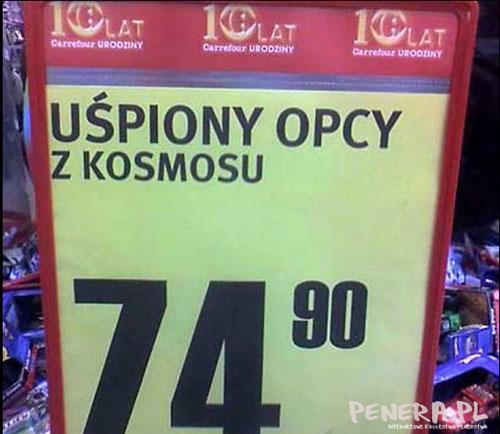 10 LAT 10 LAT 10 LAT
Carrefour URODZINY Carrefour URODZINY Carrefour URODZINY
UŚPIONY OPCY
Z KOSMOSU
74 90
PENERA.PL